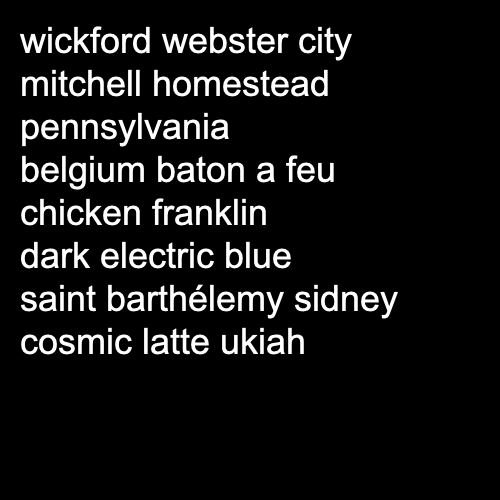 wickford webster city
mitchell homestead
pennsylvania
belgium baton a feu
chicken franklin
dark electric blue
saint barthélemy sidney
cosmic latte ukiah